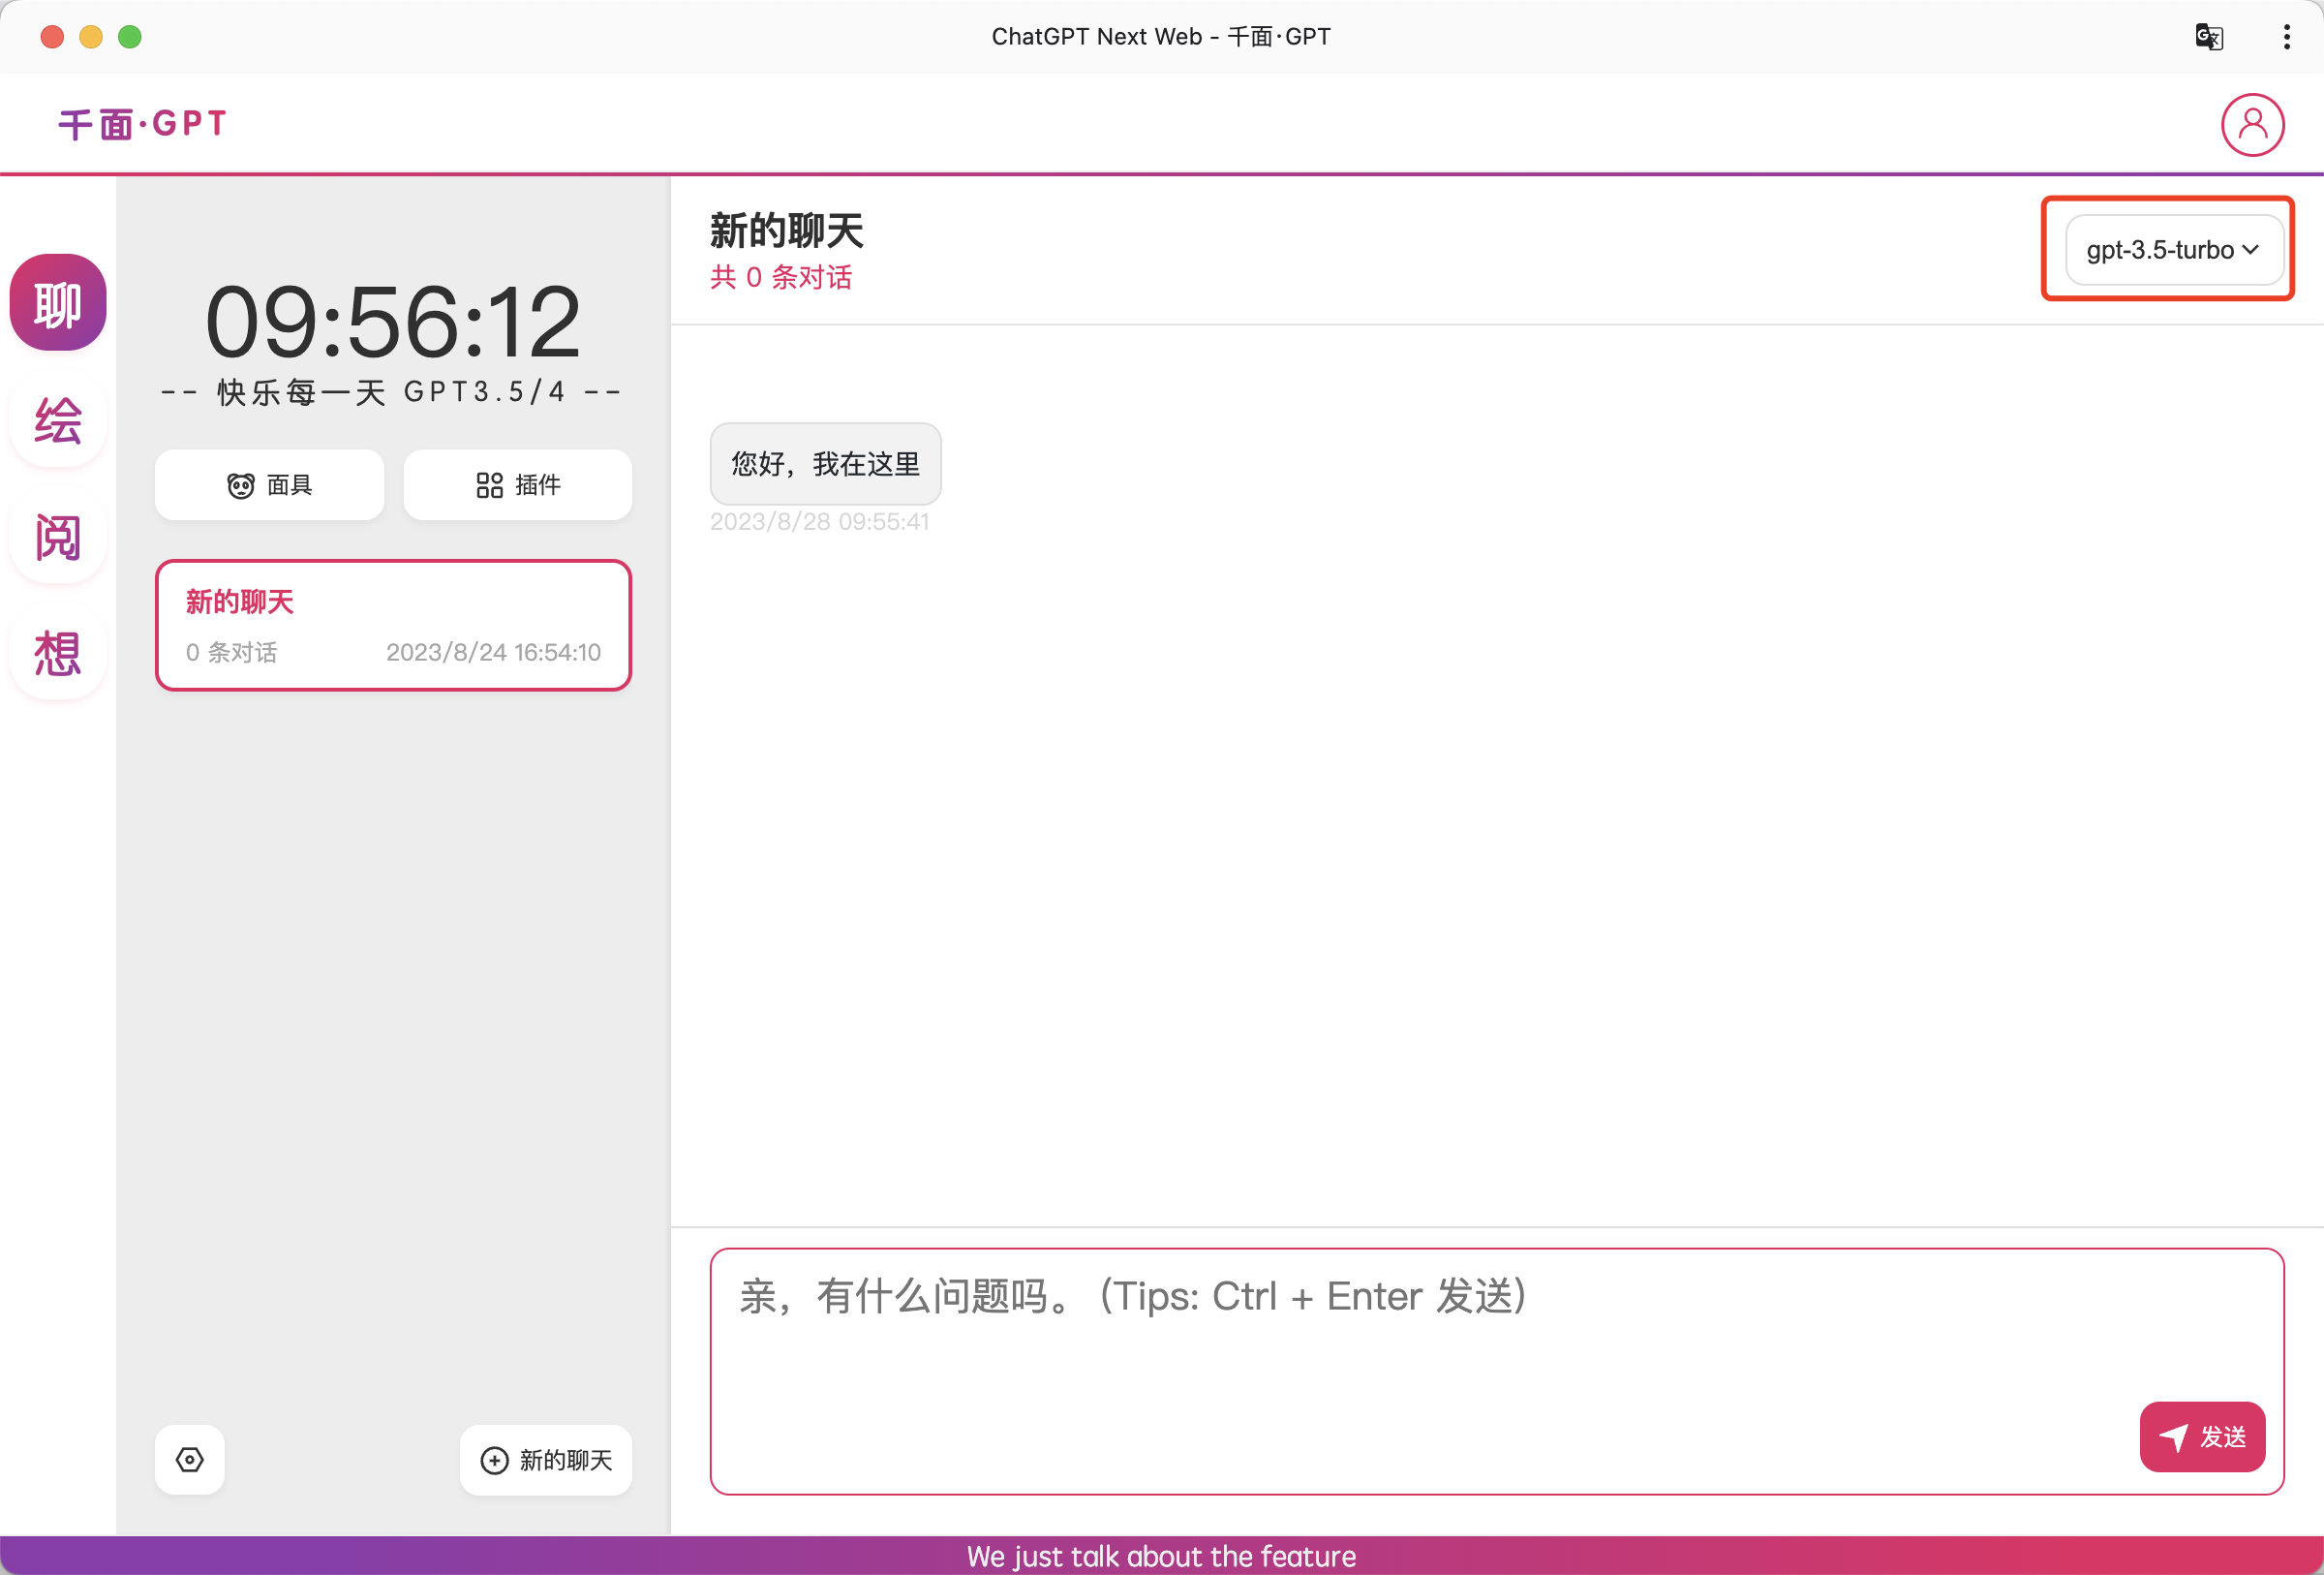 ChatGPT Next Web - 千面·GPT
千面·GPT
聊
绘
阅
想
09:56:12
-- 快乐每一天 GPT3.5/4 --
面具
插件
新的聊天
0 条对话 2023/8/24 16:54:10
新的聊天
新的聊天
共 0 条对话
gpt-3.5-turbo
您好，我在这里
2023/8/28 09:55:41
亲，有什么问题吗。（Tips: Ctrl + Enter 发送）
发送
We just talk about the feature